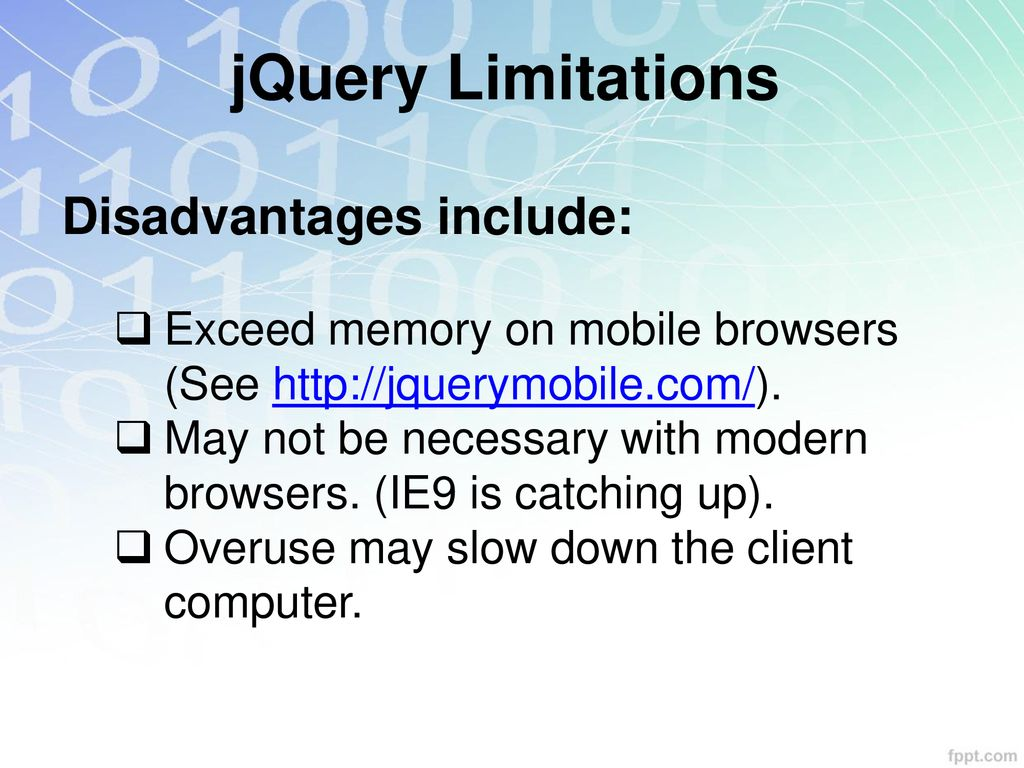 jQuery Limitations
Disadvantages include:
❑ Exceed memory on mobile browsers
(See http://jquerymobile.com/).
❑ May not be necessary with modern
browsers. (IE9 is catching up).
❑ Overuse may slow down the client
computer.
fppt.com